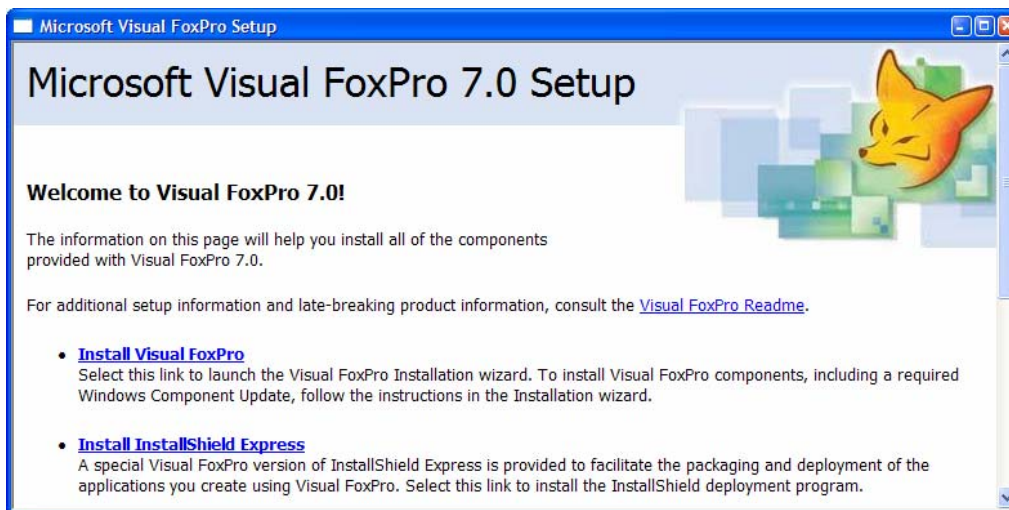 Microsoft Visual FoxPro Setup
Microsoft Visual FoxPro 7.0 Setup
Welcome to Visual FoxPro 7.0!
The information on this page will help you install all of the components
provided with Visual FoxPro 7.0.
For additional setup information and late-breaking product information, consult the Visual FoxPro Readme.
• Install Visual FoxPro
Select this link to launch the Visual FoxPro Installation wizard. To install Visual FoxPro components, including a required
Windows Component Update, follow the instructions in the Installation wizard.
• Install InstallShield Express
A special Visual FoxPro version of InstallShield Express is provided to facilitate the packaging and deployment of the
applications you create using Visual FoxPro. Select this link to install the InstallShield deployment program.